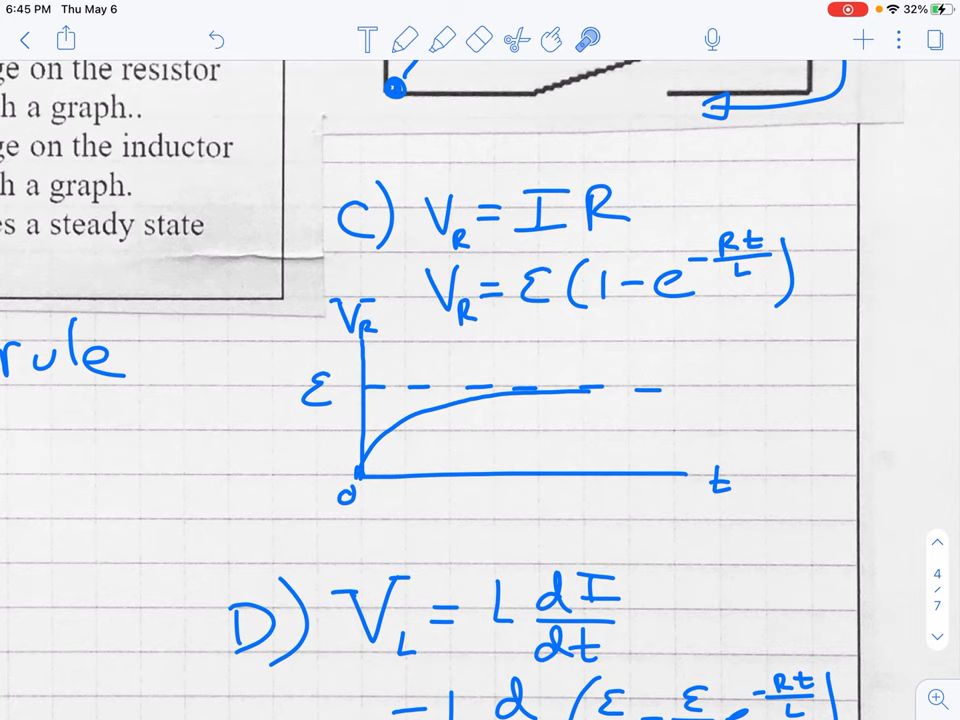 6:45 PM Thu May 6
32%
ge on the resistor
h a graph..
ge on the inductor
h a graph.
es a steady state
rule
C) V_R = I R
V_R = ε(1-e^{-Rt/L})
V_R
ε
0
t
D) V_L = L dI/dt
= L d (ε - ε e^{-Rt/L})
4
/
7